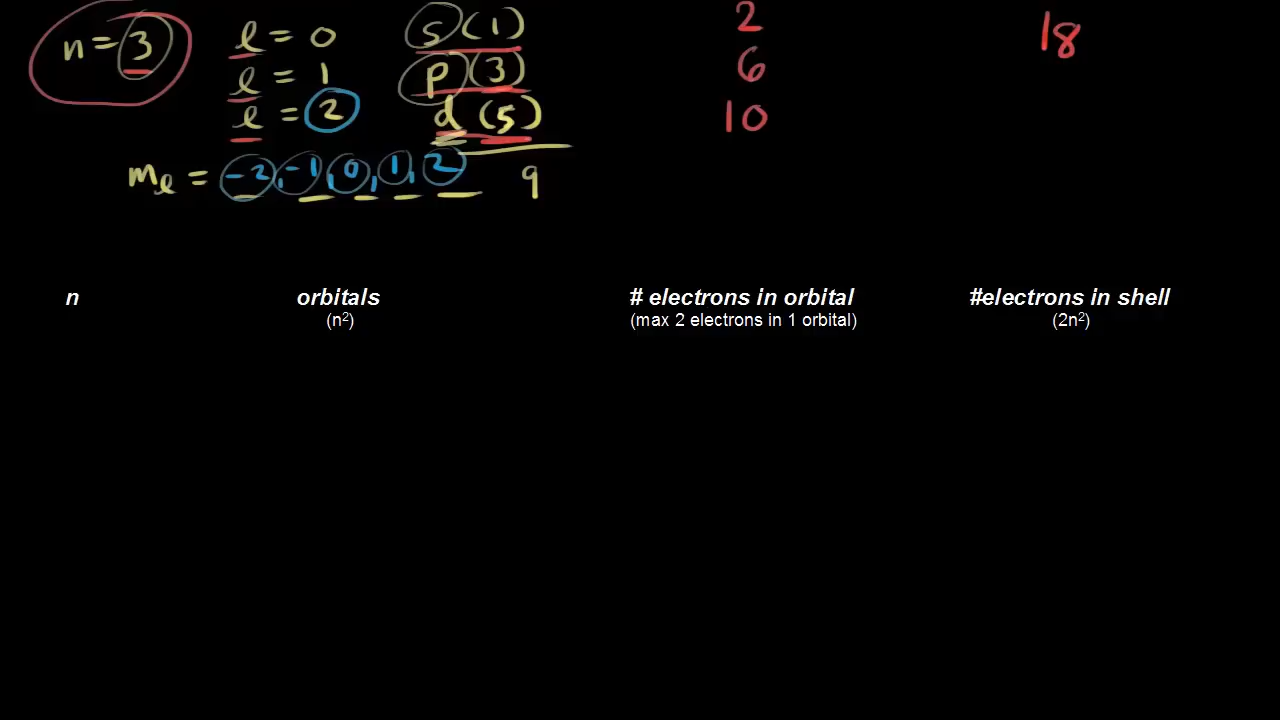 n = 3 l = 0 s (1) 2 18
l = 1 p (3) 6
l = 2 d (5) 10
ml = -2, -1, 0, 1, 2 9
n orbitals # electrons in orbital #electrons in shell
(n²) (max 2 electrons in 1 orbital) (2n²)